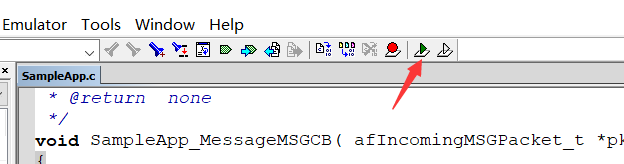 Emulator Tools Window Help
SampleApp.c
* @return none
*/
void SampleApp_MessageMSGCB( afIncomingMSGPacket_t *pk
{